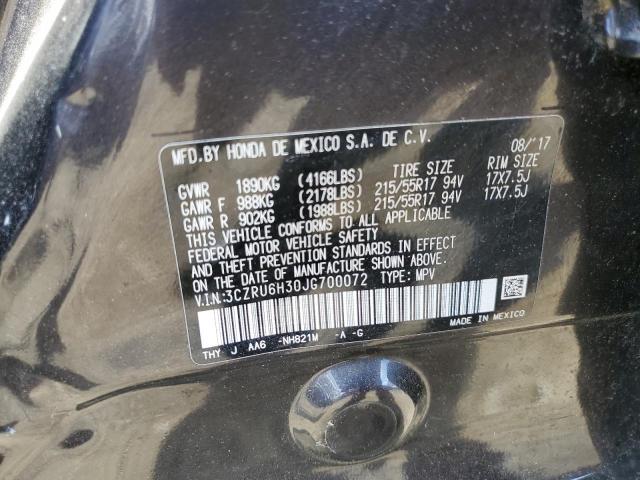 MFD.BY HONDA DE MEXICO S.A. DE C.V. 08/'17
TIRE SIZE RIM SIZE
GVWR 1890KG (4166LBS)
GAWR F 988KG (2178LBS) 215/55R17 94V 17X7.5J
GAWR R 902KG (1988LBS) 215/55R17 94V 17X7.5J
THIS VEHICLE CONFORMS TO ALL APPLICABLE
FEDERAL MOTOR VEHICLE SAFETY
AND THEFT PREVENTION STANDARDS IN EFFECT
ON THE DATE OF MANUFACTURE SHOWN ABOVE.
V.I.N:3CZRU6H30JG700072 TYPE: MPV
THY J AA6 -NH821M -A -G MADE IN MEXICO